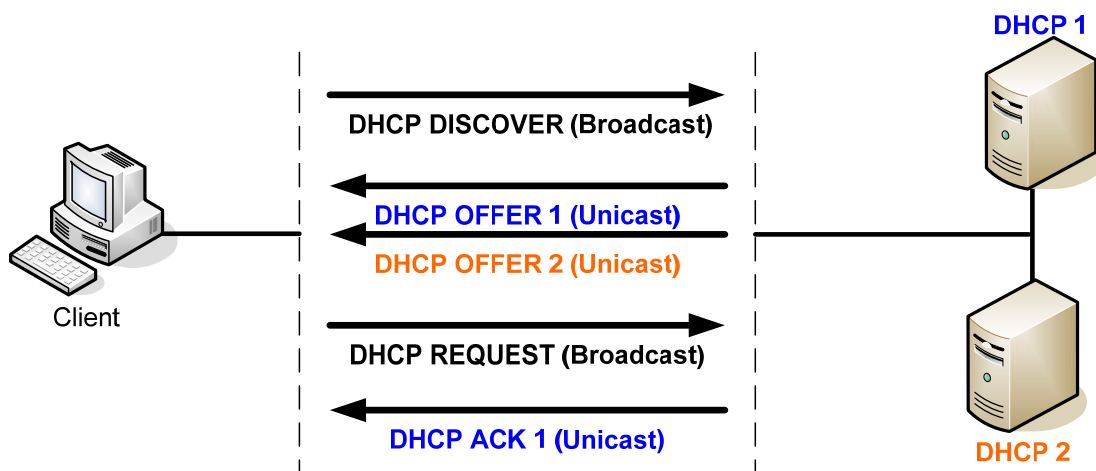 DHCP 1
DHCP DISCOVER (Broadcast)
DHCP OFFER 1 (Unicast)
DHCP OFFER 2 (Unicast)
Client
DHCP REQUEST (Broadcast)
DHCP ACK 1 (Unicast)
DHCP 2